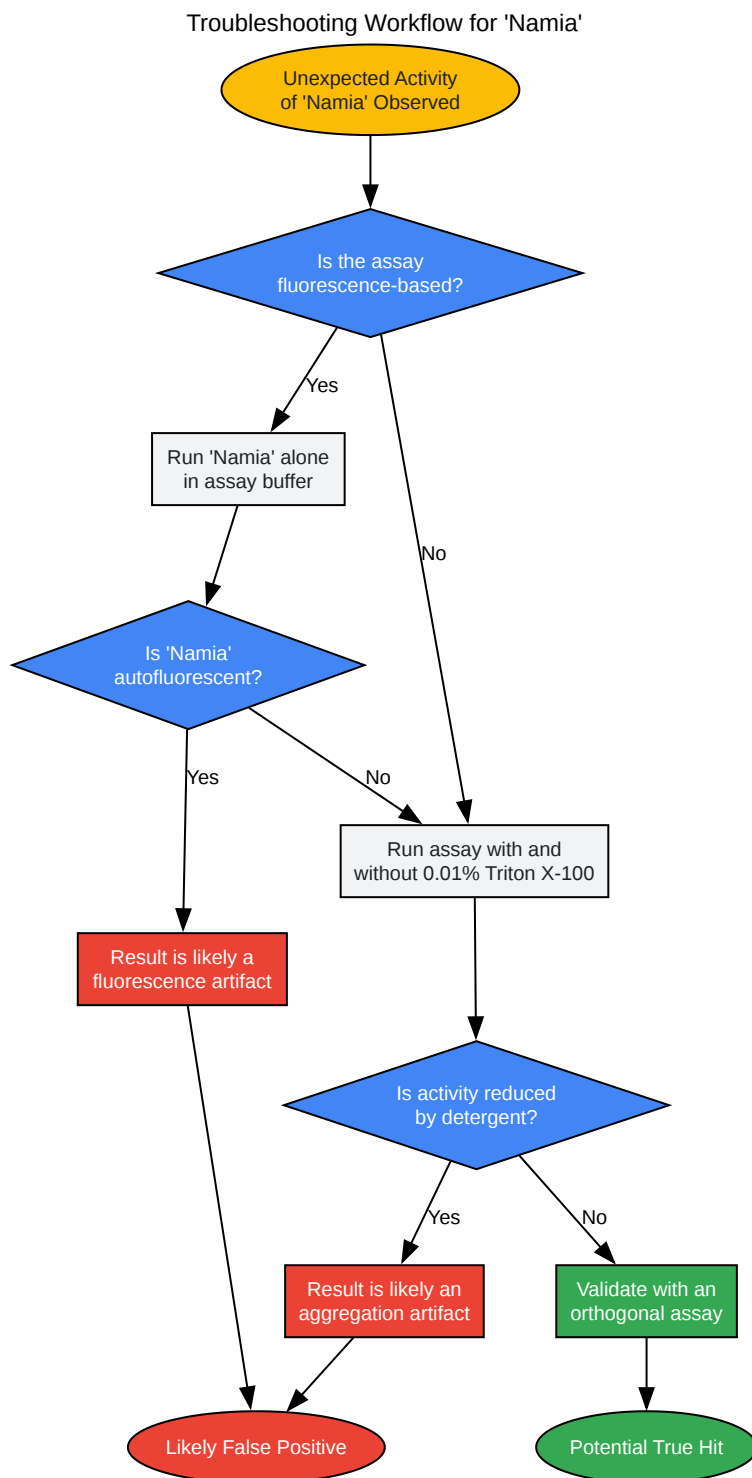 Troubleshooting Workflow for 'Namia'
Unexpected Activity
of 'Namia' Observed
Is the assay
fluorescence-based?
Yes
Run 'Namia' alone
in assay buffer
No
Is 'Namia'
autofluorescent?
Yes
No
Run assay with and
without 0.01% Triton X-100
Result is likely a
fluorescence artifact
Is activity reduced
by detergent?
Yes
No
Result is likely an
aggregation artifact
Validate with an
orthogonal assay
Likely False Positive
Potential True Hit